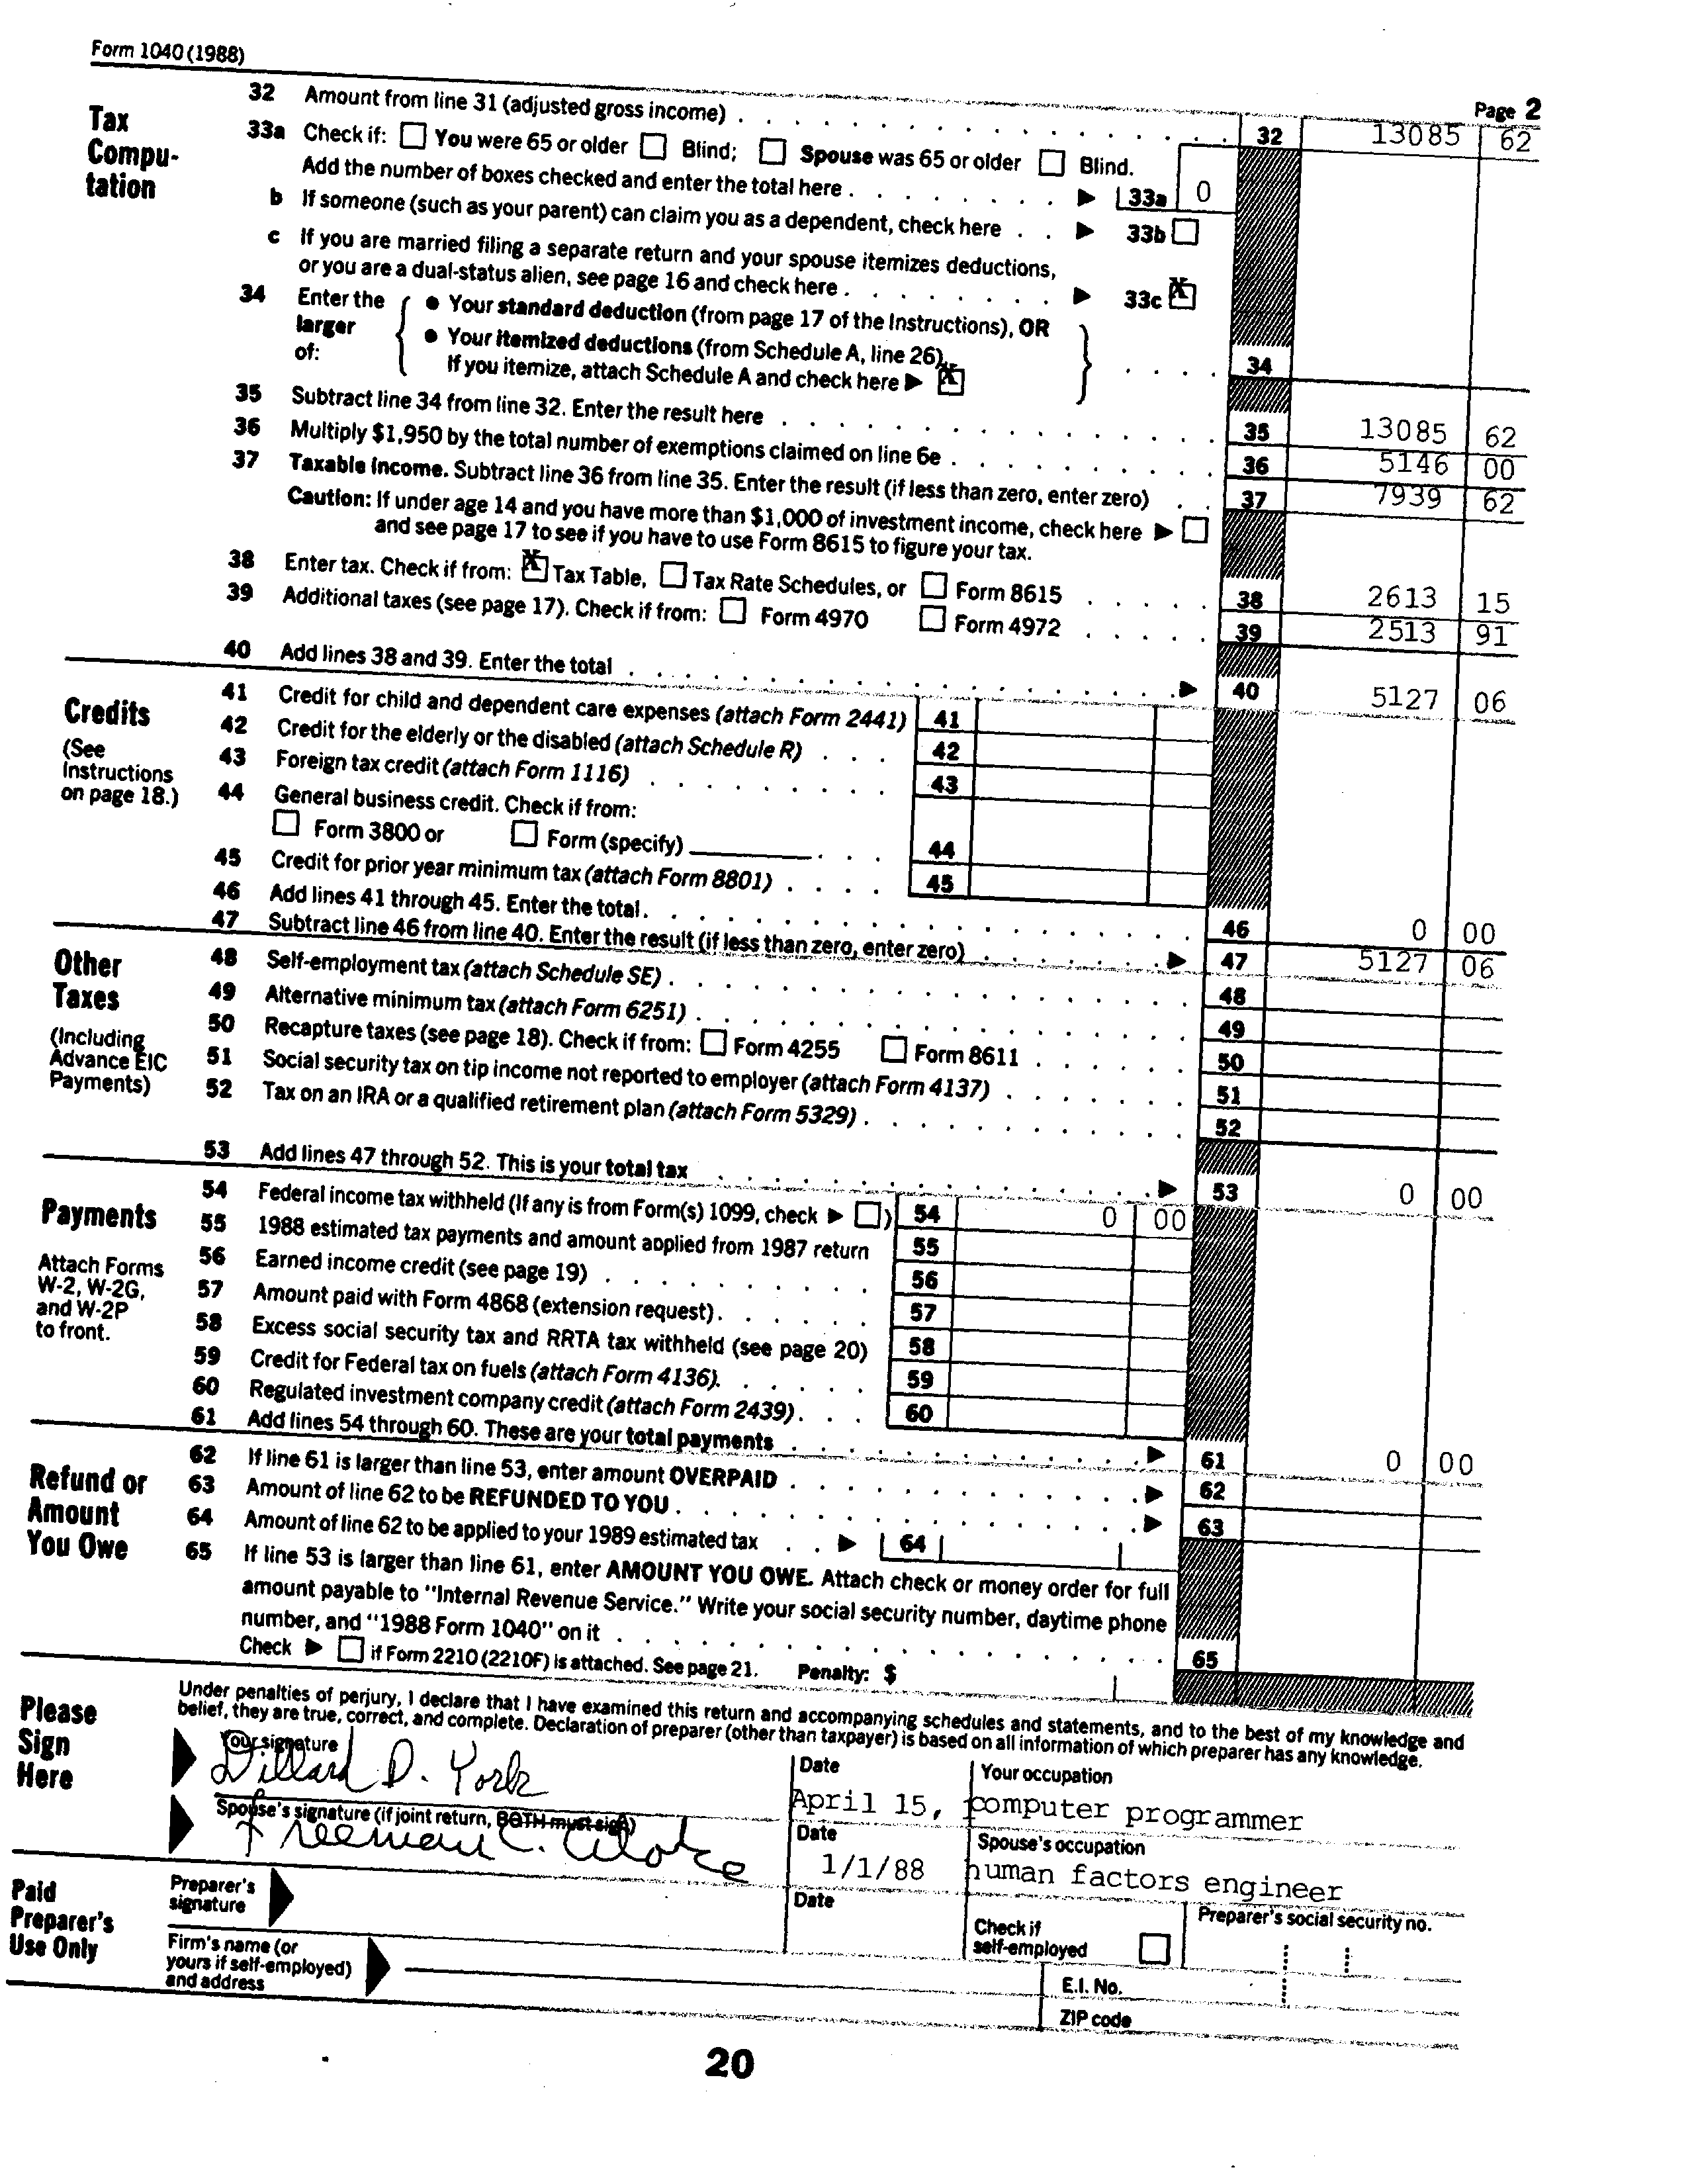 Form 1040 (1988)
Page 2
Tax Compu- tation
32 Amount from line 31 (adjusted gross income) . . . 32 13085 62
33a Check if: ☐ You were 65 or older ☐ Blind; ☐ Spouse was 65 or older ☐ Blind.
Add the number of boxes checked and enter the total here . . . ▶ 33a 0
b If someone (such as your parent) can claim you as a dependent, check here . . ▶ 33b ☐
c If you are married filing a separate return and your spouse itemizes deductions,
or you are a dual-status alien, see page 16 and check here . . . ▶ 33c ☒
34 Enter the larger of: { ● Your standard deduction (from page 17 of the Instructions), OR
● Your itemized deductions (from Schedule A, line 26).
If you itemize, attach Schedule A and check here ▶ ☒ } . . . . 34
35 Subtract line 34 from line 32. Enter the result here . . . 35 13085 62
36 Multiply $1,950 by the total number of exemptions claimed on line 6e . . . 36 5146 00
37 Taxable income. Subtract line 36 from line 35. Enter the result (if less than zero, enter zero) . . 37 7939 62
Caution: If under age 14 and you have more than $1,000 of investment income, check here ▶ ☐
and see page 17 to see if you have to use Form 8615 to figure your tax.
38 Enter tax. Check if from: ☒ Tax Table, ☐ Tax Rate Schedules, or ☐ Form 8615 . . . 38 2613 15
39 Additional taxes (see page 17). Check if from: ☐ Form 4970 ☐ Form 4972 . . . 39 2513 91
40 Add lines 38 and 39. Enter the total . . . ▶ 40 5127 06
Credits
(See Instructions on page 18.)
41 Credit for child and dependent care expenses (attach Form 2441) 41
42 Credit for the elderly or the disabled (attach Schedule R) . . . 42
43 Foreign tax credit (attach Form 1116) . . . 43
44 General business credit. Check if from:
☐ Form 3800 or ☐ Form (specify) ______ . . . 44
45 Credit for prior year minimum tax (attach Form 8801) . . . . 45
46 Add lines 41 through 45. Enter the total . . . 46 0 00
47 Subtract line 46 from line 40. Enter the result (if less than zero, enter zero) . . . ▶ 47 5127 06
Other Taxes
(Including Advance EIC Payments)
48 Self-employment tax (attach Schedule SE) . . . 48
49 Alternative minimum tax (attach Form 6251) . . . 49
50 Recapture taxes (see page 18). Check if from: ☐ Form 4255 ☐ Form 8611 . . . 50
51 Social security tax on tip income not reported to employer (attach Form 4137) . . . 51
52 Tax on an IRA or a qualified retirement plan (attach Form 5329) . . . 52
53 Add lines 47 through 52. This is your total tax . . . ▶ 53 0 00
Payments
Attach Forms W-2, W-2G, and W-2P to front.
54 Federal income tax withheld (If any is from Form(s) 1099, check ▶ ☐) 54 0 00
55 1988 estimated tax payments and amount applied from 1987 return 55
56 Earned income credit (see page 19) . . . 56
57 Amount paid with Form 4868 (extension request) . . . 57
58 Excess social security tax and RRTA tax withheld (see page 20) 58
59 Credit for Federal tax on fuels (attach Form 4136). . . . 59
60 Regulated investment company credit (attach Form 2439) . . . 60
61 Add lines 54 through 60. These are your total payments . . . ▶ 61 0 00
Refund or Amount You Owe
62 If line 61 is larger than line 53, enter amount OVERPAID . . . ▶ 62
63 Amount of line 62 to be REFUNDED TO YOU . . . ▶ 63
64 Amount of line 62 to be applied to your 1989 estimated tax . . ▶ 64
65 If line 53 is larger than line 61, enter AMOUNT YOU OWE. Attach check or money order for full
amount payable to "Internal Revenue Service." Write your social security number, daytime phone
number, and "1988 Form 1040" on it . . . 65
Check ▶ ☐ if Form 2210 (2210F) is attached. See page 21. Penalty: $
Please Sign Here
Under penalties of perjury, I declare that I have examined this return and accompanying schedules and statements, and to the best of my knowledge and
belief, they are true, correct, and complete. Declaration of preparer (other than taxpayer) is based on all information of which preparer has any knowledge.
Your signature
Dillard D. York
Date
April 15,
Your occupation
computer programmer
Spouse's signature (if joint return, BOTH must sign)
Freeman C.
Date
1/1/88
Spouse's occupation
human factors engineer
Paid Preparer's Use Only
Preparer's signature
Date
Check if self-employed ☐
Preparer's social security no.
Firm's name (or yours if self-employed) and address
E.I. No.
ZIP code
20